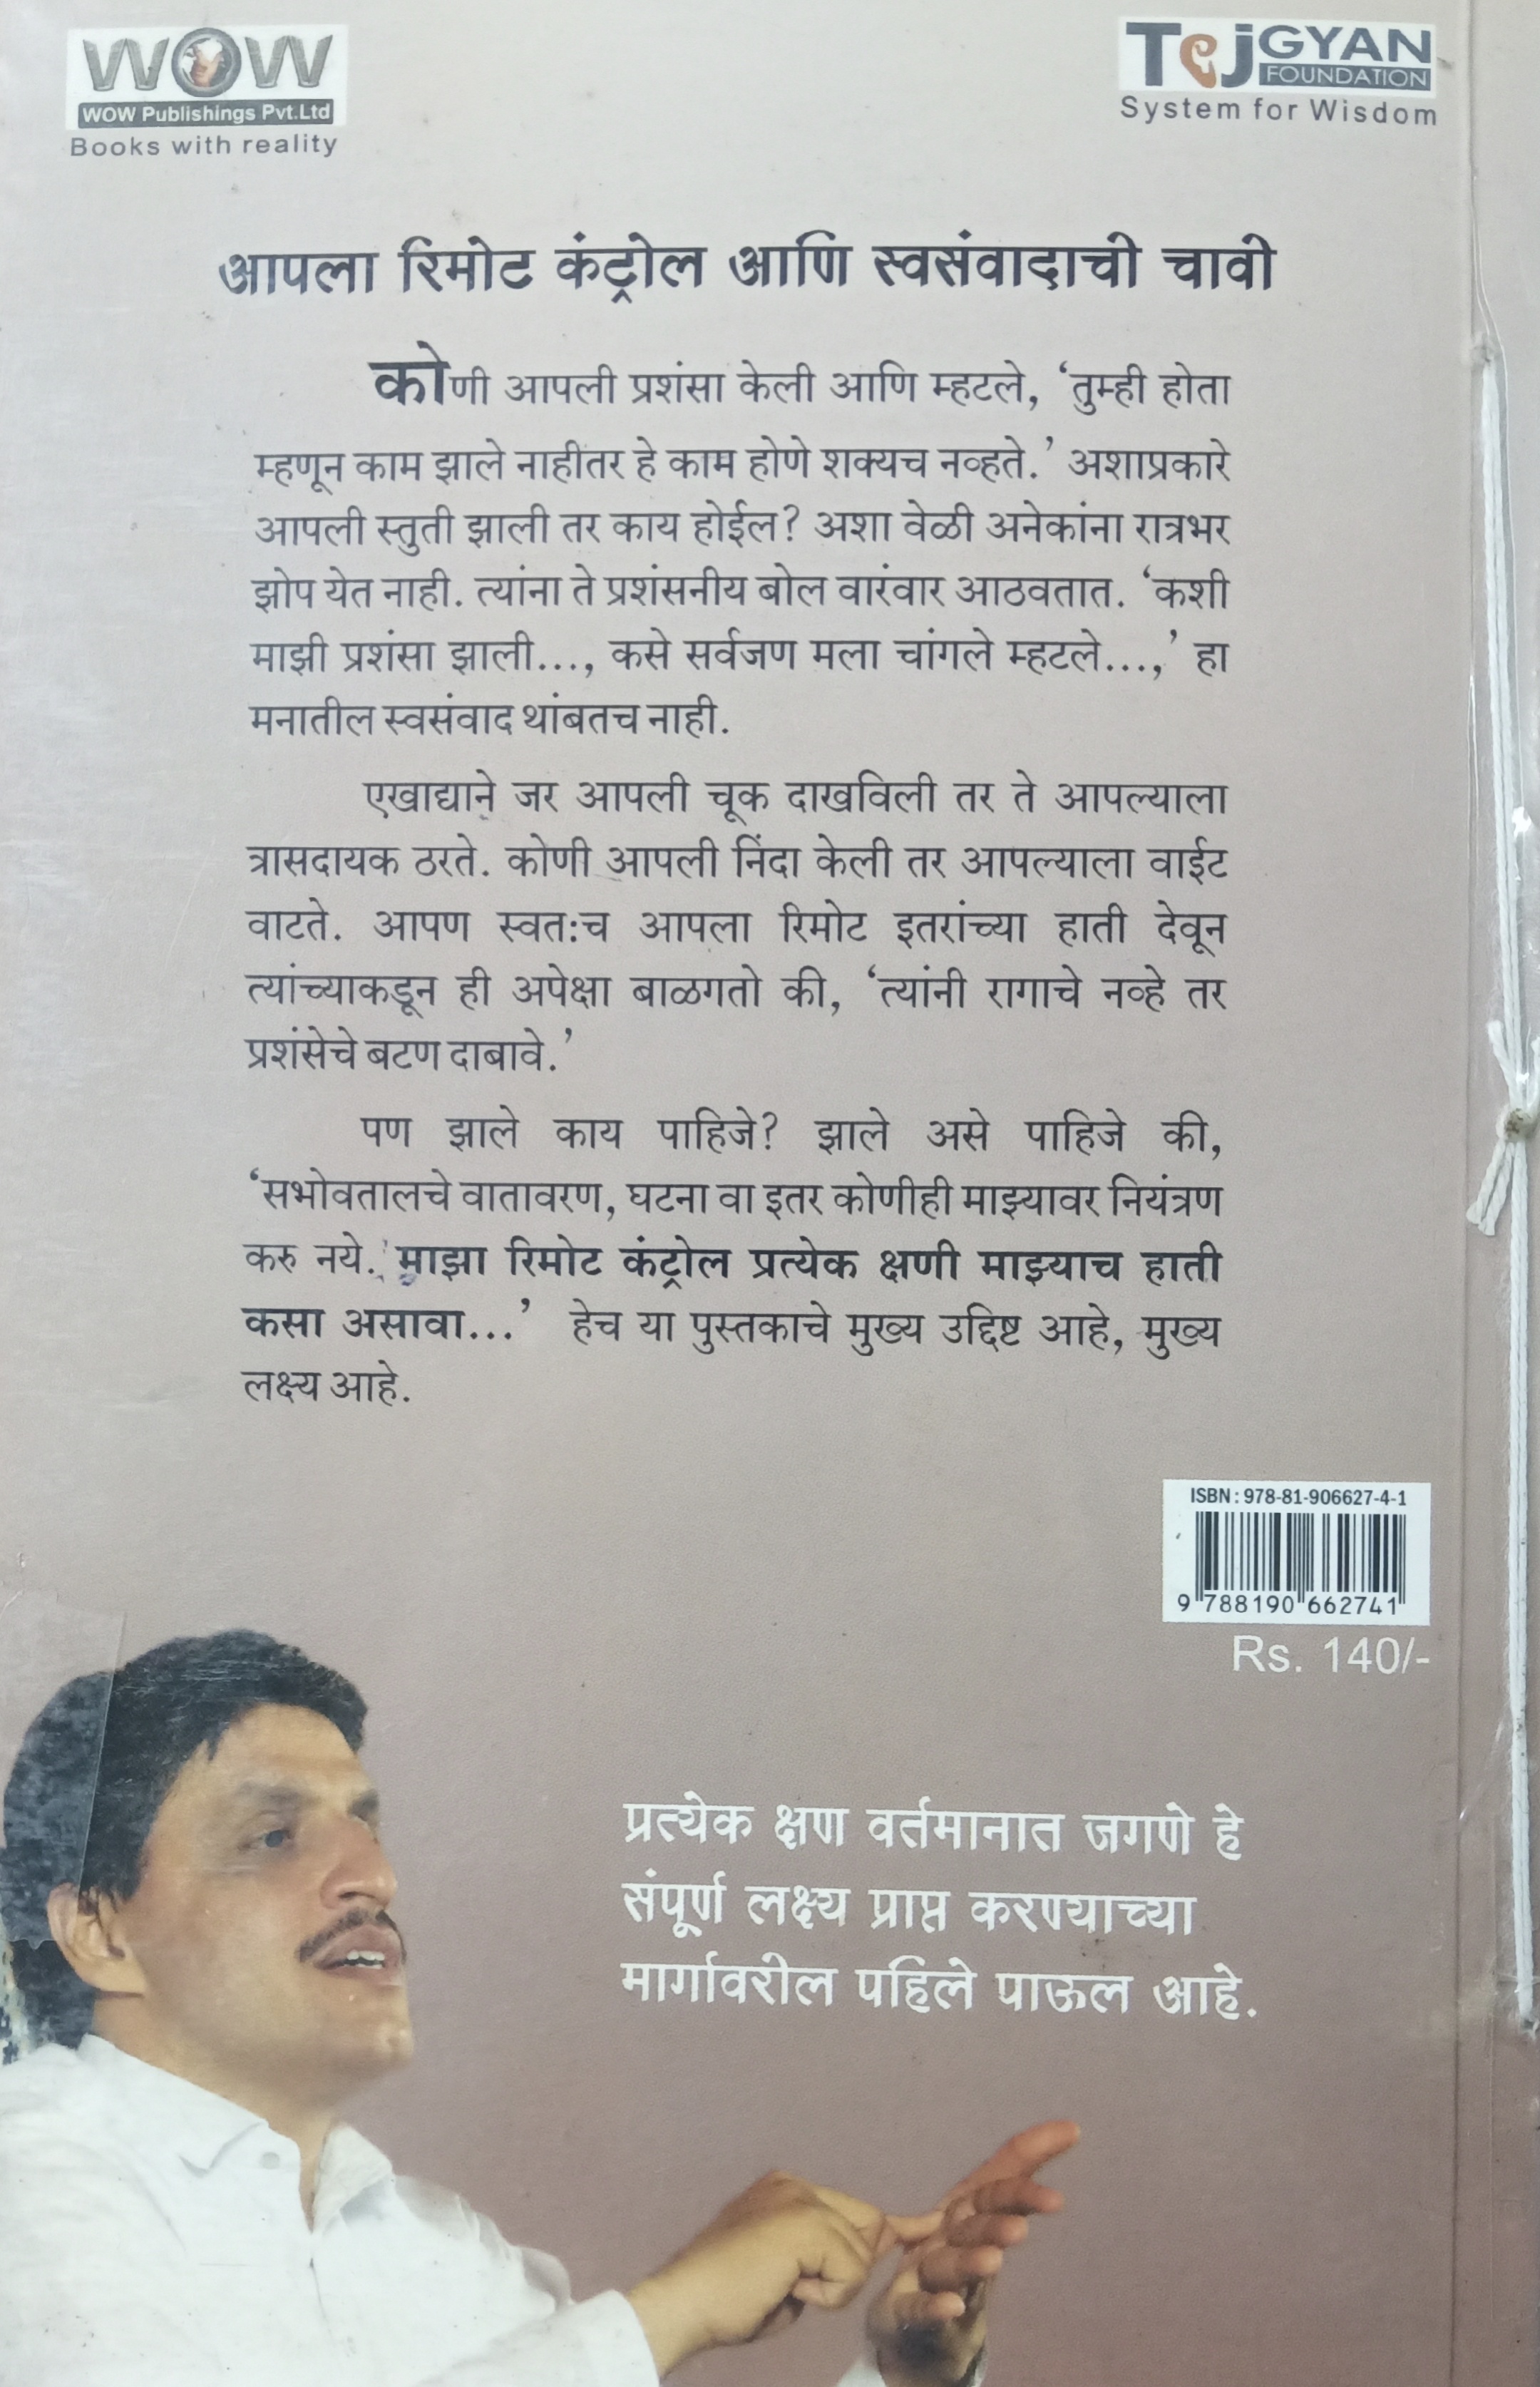 WOW
WOW Publishings Pvt.Ltd
Books with reality
TejGYAN
FOUNDATION
System for Wisdom
आपला रिमोट कंट्रोल आणि स्वसंवादाची चावी
कोणी आपली प्रशंसा केली आणि म्हटले, ‘तुम्ही होता
म्हणून काम झाले नाहीतर हे काम होणे शक्यच नव्हते.’ अशाप्रकारे
आपली स्तुती झाली तर काय होईल? अशा वेळी अनेकांना रात्रभर
झोप येत नाही. त्यांना ते प्रशंसनीय बोल वारंवार आठवतात. ‘कशी
माझी प्रशंसा झाली..., कसे सर्वजण मला चांगले म्हटले...,’ हा
मनातील स्वसंवाद थांबतच नाही.
एखाद्याने जर आपली चूक दाखविली तर ते आपल्याला
त्रासदायक ठरते. कोणी आपली निंदा केली तर आपल्याला वाईट
वाटते. आपण स्वतःच आपला रिमोट इतरांच्या हाती देवून
त्यांच्याकडून ही अपेक्षा बाळगतो की, ‘त्यांनी रागाचे नव्हे तर
प्रशंसेचे बटण दाबावे.’
पण झाले काय पाहिजे? झाले असे पाहिजे की,
‘सभोवतालचे वातावरण, घटना वा इतर कोणीही माझ्यावर नियंत्रण
करु नये. माझा रिमोट कंट्रोल प्रत्येक क्षणी माझ्याच हाती
कसा असावा...’ हेच या पुस्तकाचे मुख्य उद्दिष्ट आहे, मुख्य
लक्ष्य आहे.
ISBN : 978-81-906627-4-1
9 788190 662741
Rs. 140/-
प्रत्येक क्षण वर्तमानात जगणे हे
संपूर्ण लक्ष्य प्राप्त करण्याच्या
मार्गावरील पहिले पाऊल आहे.